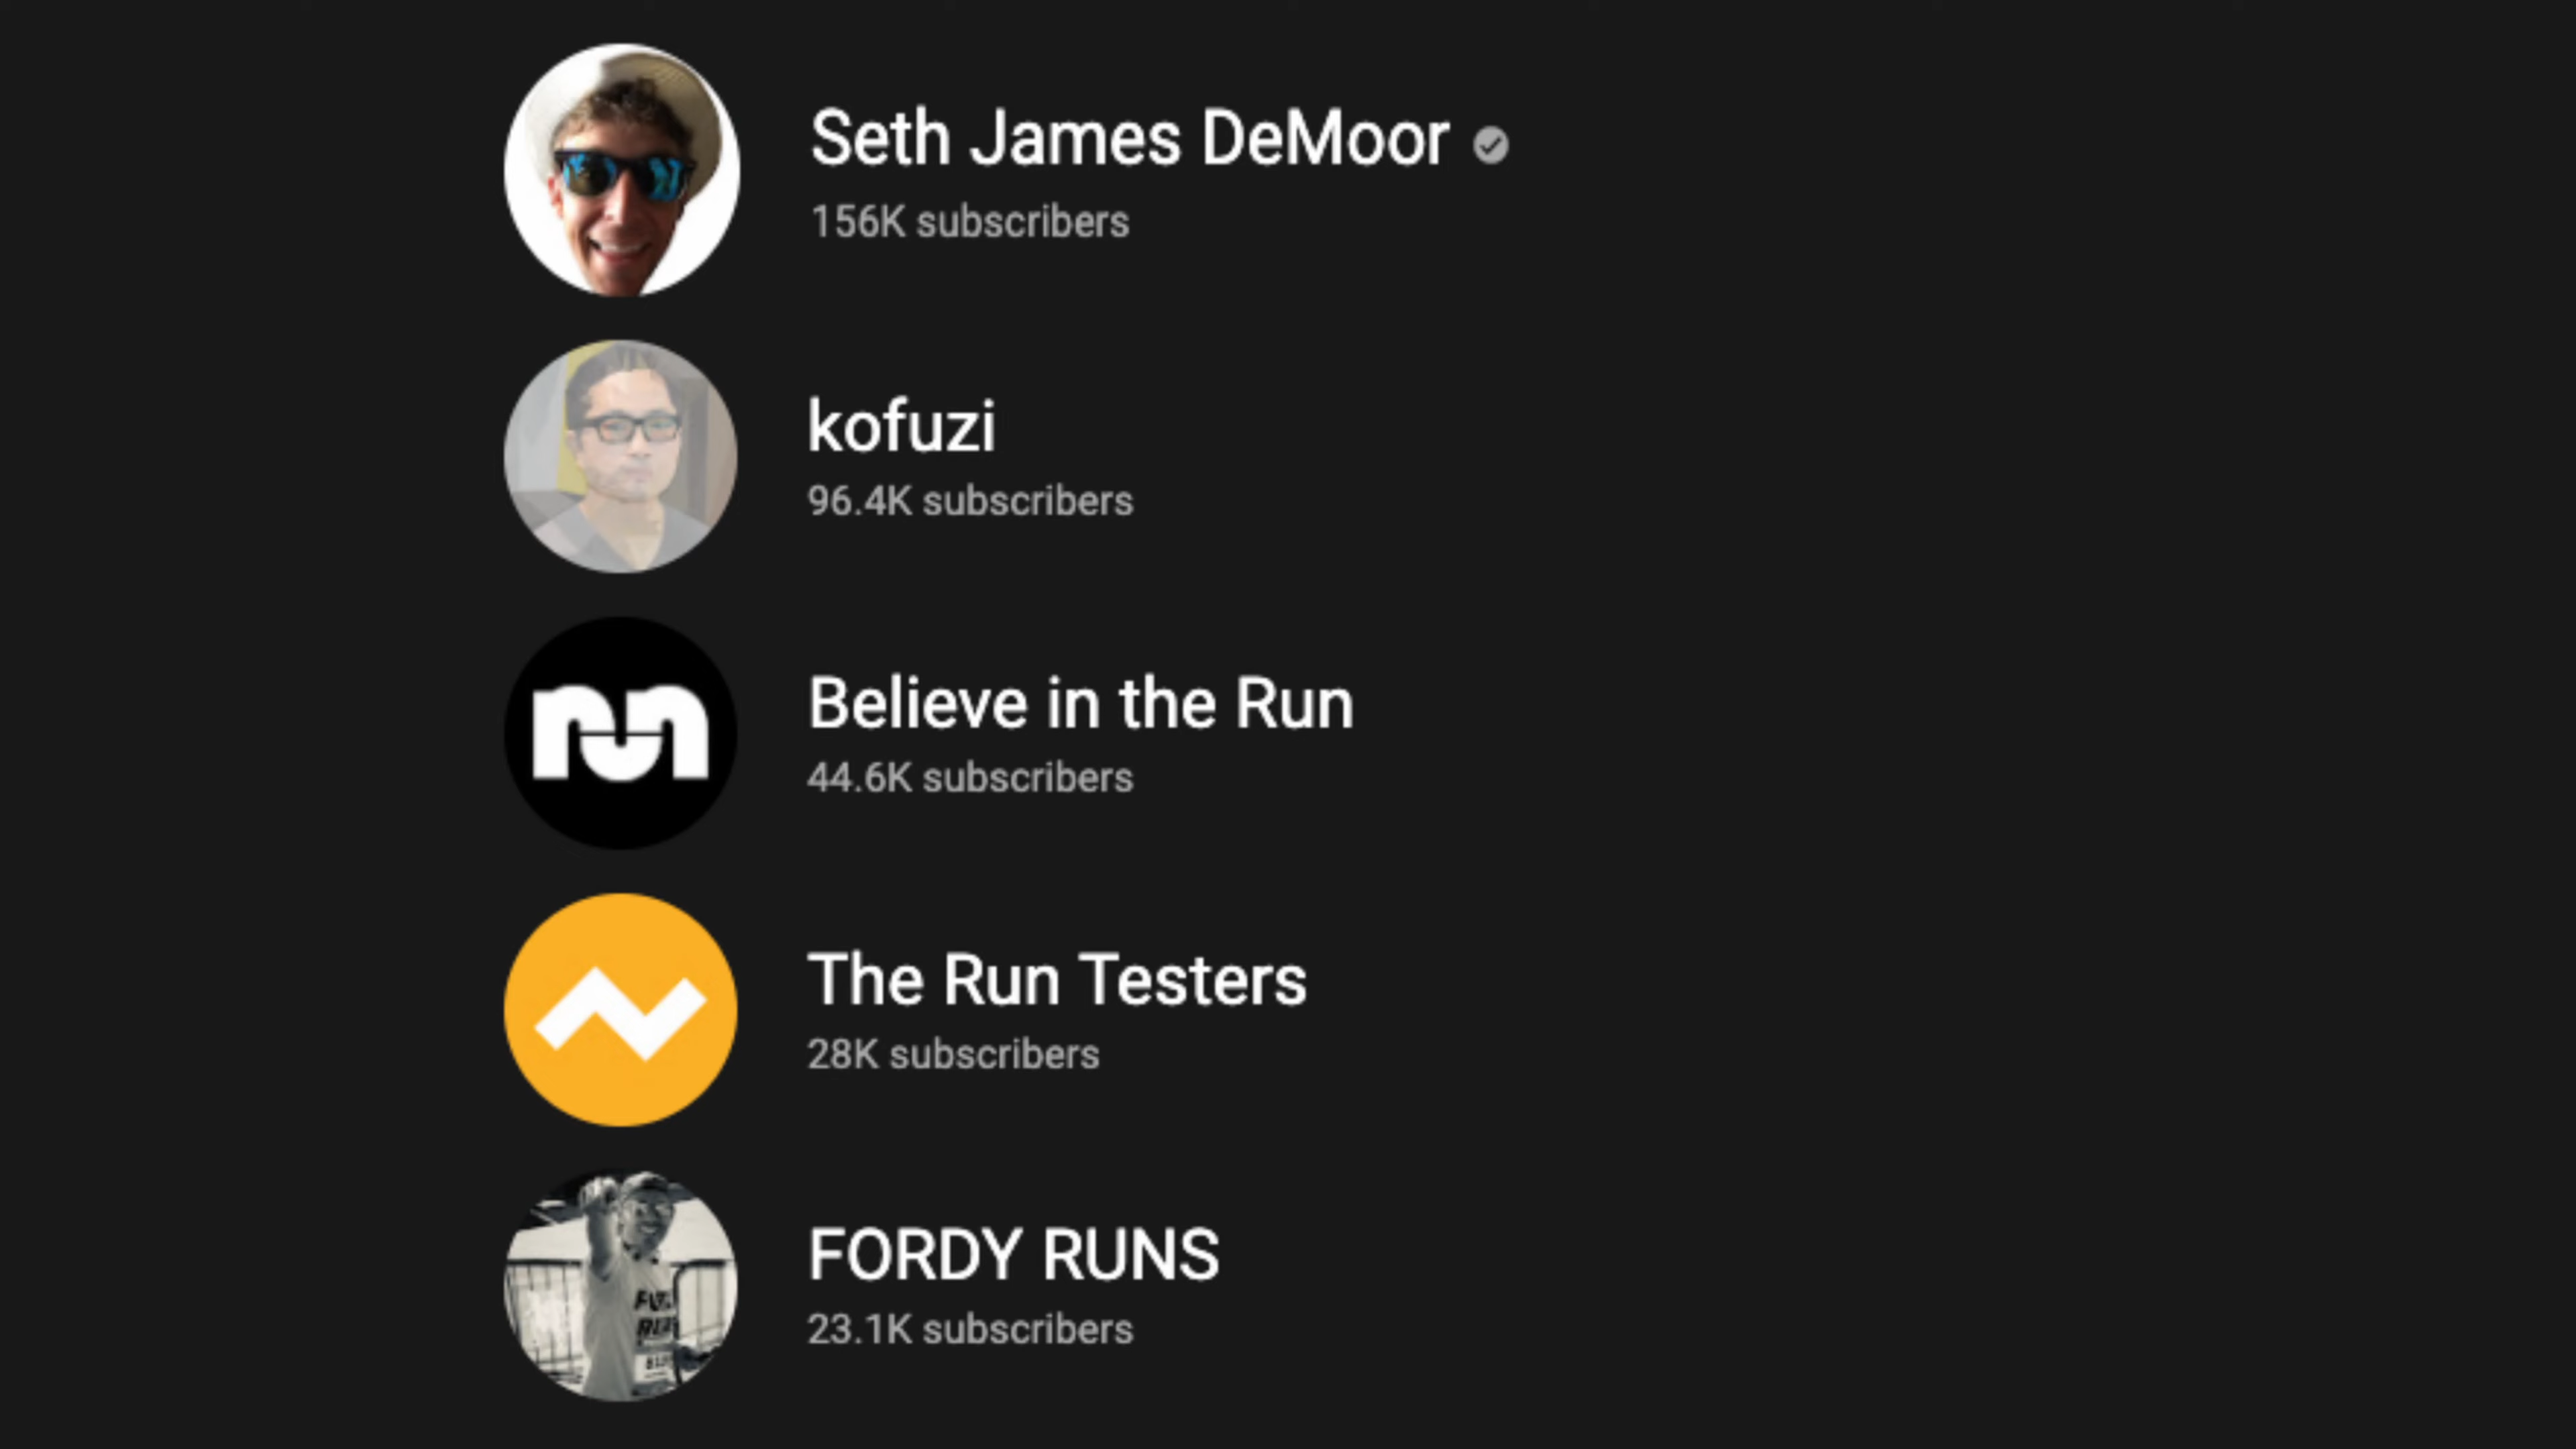 Seth James DeMoor
156K subscribers
kofuzi
96.4K subscribers
run
Believe in the Run
44.6K subscribers
The Run Testers
28K subscribers
FORDY RUNS
23.1K subscribers